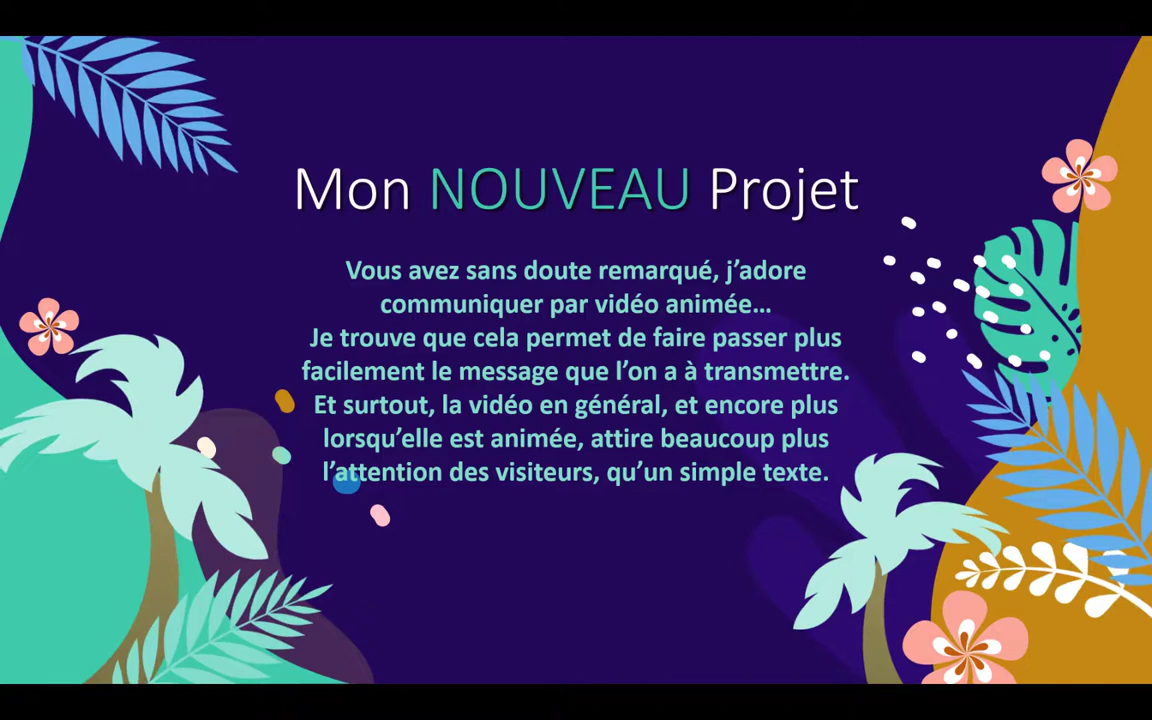 Mon NOUVEAU Projet
Vous avez sans doute remarqué, j’adore
communiquer par vidéo animée…
Je trouve que cela permet de faire passer plus
facilement le message que l’on a à transmettre.
Et surtout, la vidéo en général, et encore plus
lorsqu’elle est animée, attire beaucoup plus
l’attention des visiteurs, qu’un simple texte.